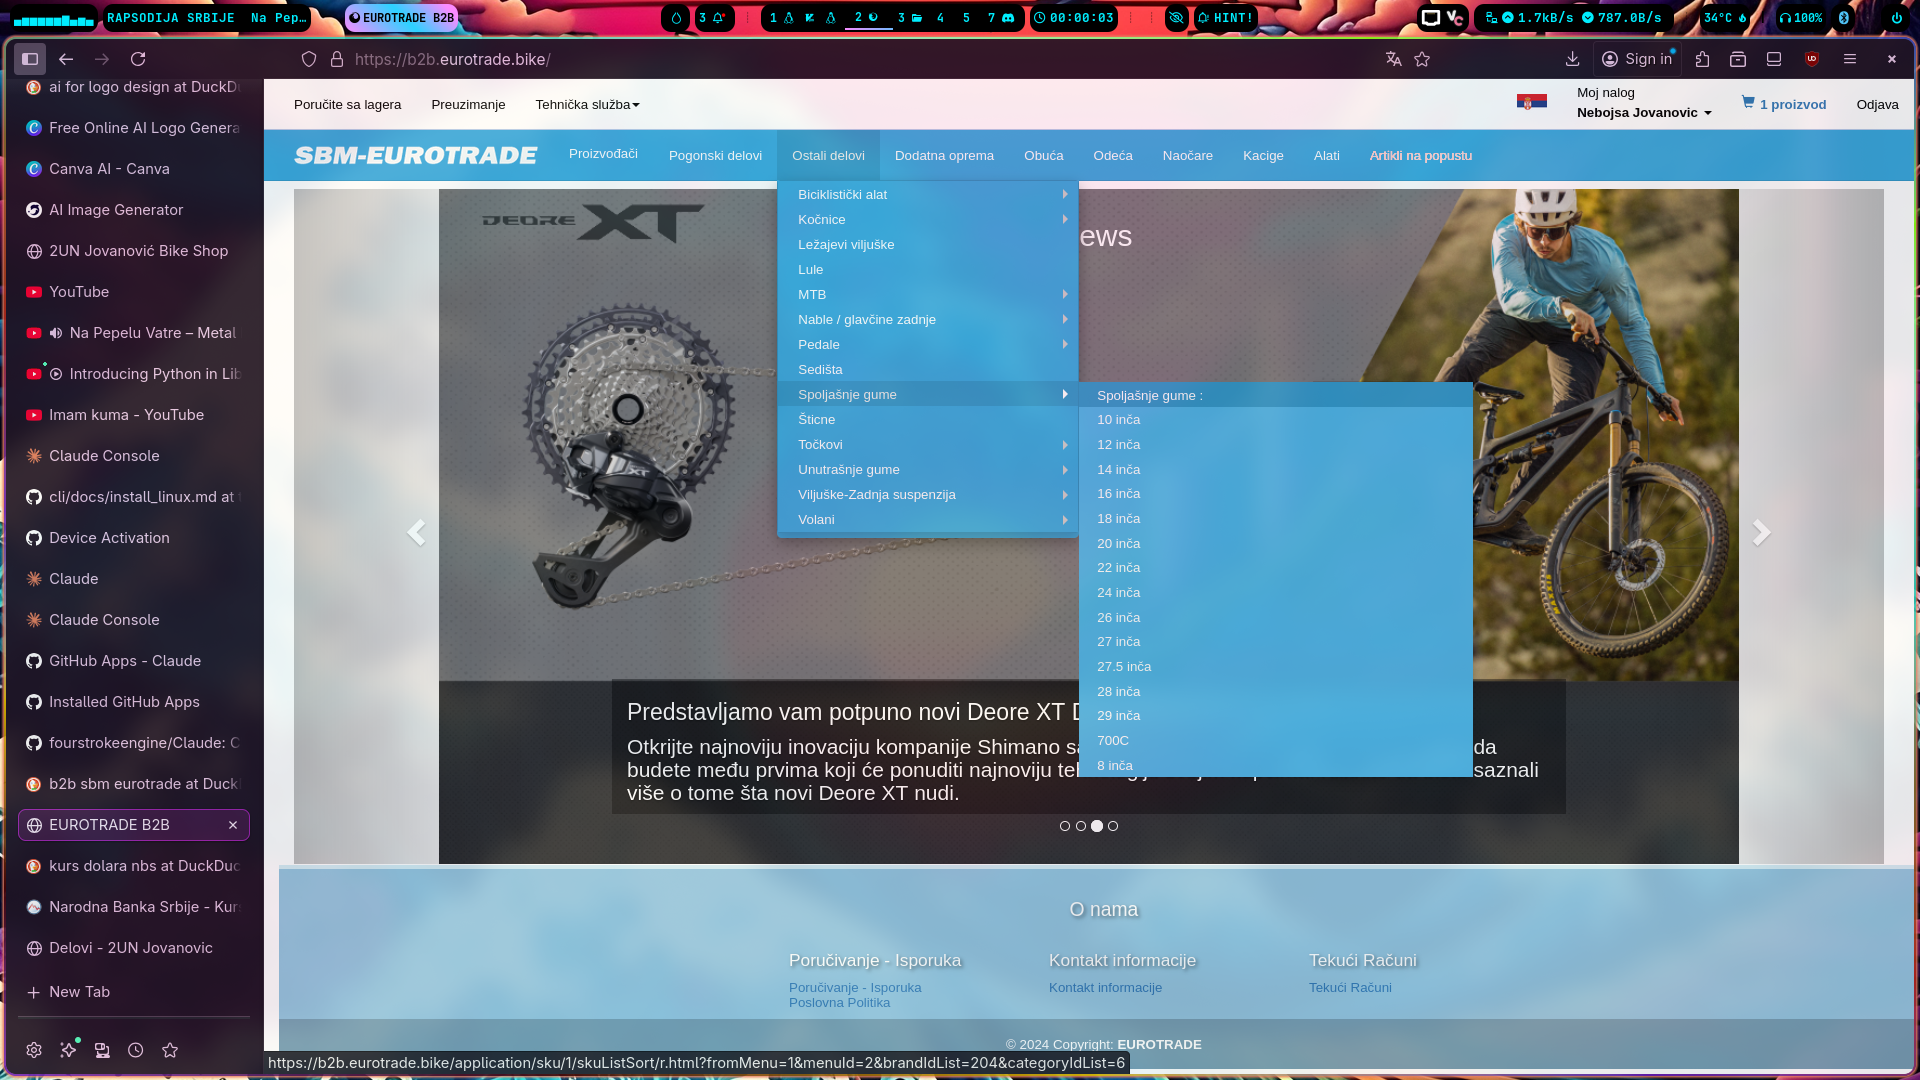 RAPSODIJA SRBIJE  Na Pep…
EUROTRADE B2B
3
1
2
3
4
5
7
00:00:03
HINT!
1.7kB/s 787.0B/s
34°C
100%
https://b2b.eurotrade.bike/
Sign in
ai for logo design at DuckDu
Free Online AI Logo Genera
Canva AI - Canva
AI Image Generator
2UN Jovanović Bike Shop
YouTube
Na Pepelu Vatre – Metal
Introducing Python in Lib
Imam kuma - YouTube
Claude Console
cli/docs/install_linux.md at t
Device Activation
Claude
Claude Console
GitHub Apps - Claude
Installed GitHub Apps
fourstrokeengine/Claude: C
b2b sbm eurotrade at Duck
EUROTRADE B2B
kurs dolara nbs at DuckDuc
Narodna Banka Srbije - Kur
Delovi - 2UN Jovanovic
New Tab
Poručite sa lagera
Preuzimanje
Tehnička služba
Moj nalog
Nebojsa Jovanovic
1 proizvod
Odjava
SBM-EUROTRADE
Proizvođači
Pogonski delovi
Ostali delovi
Dodatna oprema
Obuća
Odeća
Naočare
Kacige
Alati
Artikli na popustu
DEORE XT
ews
Biciklistički alat
Kočnice
Ležajevi viljuške
Lule
MTB
Nable / glavčine zadnje
Pedale
Sedišta
Spoljašnje gume
Šticne
Točkovi
Unutrašnje gume
Viljuške-Zadnja suspenzija
Volani
Spoljašnje gume :
10 inča
12 inča
14 inča
16 inča
18 inča
20 inča
22 inča
24 inča
26 inča
27 inča
27.5 inča
28 inča
29 inča
700C
8 inča
XT
Predstavljamo vam potpuno novi Deore XT D
Otkrijte najnoviju inovaciju kompanije Shimano sa da
budete među prvima koji će ponuditi najnoviju saznali
više o tome šta novi Deore XT nudi.
O nama
Poručivanje - Isporuka
Poručivanje - Isporuka
Poslovna Politika
Kontakt informacije
Kontakt informacije
Tekući Računi
Tekući Računi
© 2024 Copyright: EUROTRADE
https://b2b.eurotrade.bike/application/sku/1/skuListSort/r.html?fromMenu=1&menuId=2&brandIdList=204&categoryIdList=6